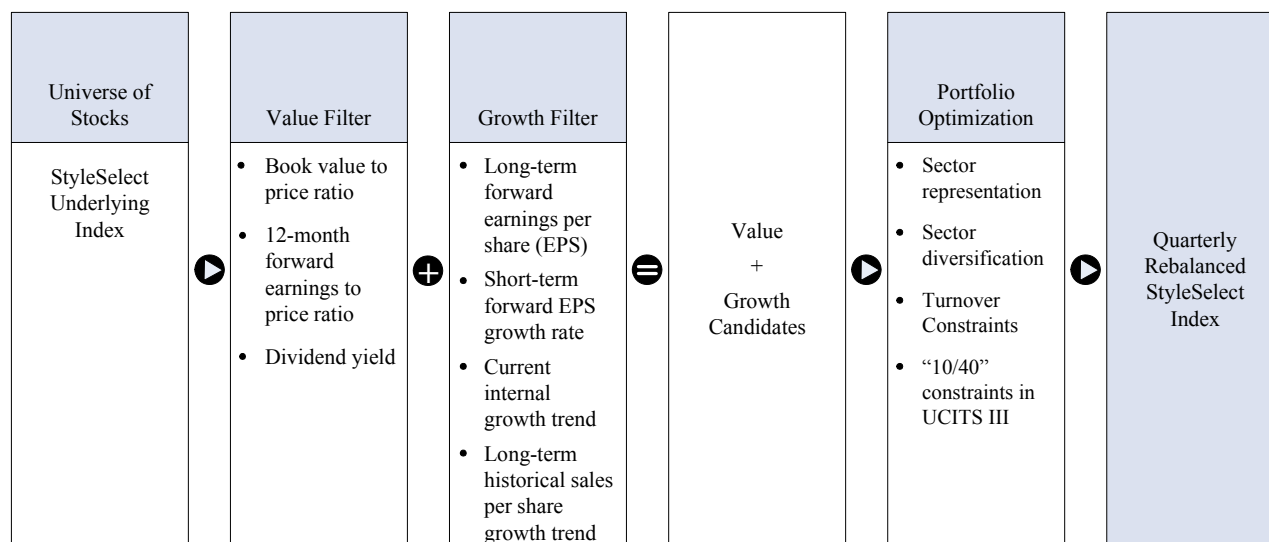 Universe of
Stocks
StyleSelect
Underlying
Index
Value Filter
• Book value to
price ratio
• 12-month
forward
earnings to
price ratio
• Dividend yield
+
Growth Filter
• Long-term
forward
earnings per
share (EPS)
• Short-term
forward EPS
growth rate
• Current
internal
growth trend
• Long-term
historical sales
per share
growth trend
=
Value
+
Growth
Candidates
Portfolio
Optimization
• Sector
representation
• Sector
diversification
• Turnover
Constraints
• “10/40”
constraints in
UCITS III
Quarterly
Rebalanced
StyleSelect
Index